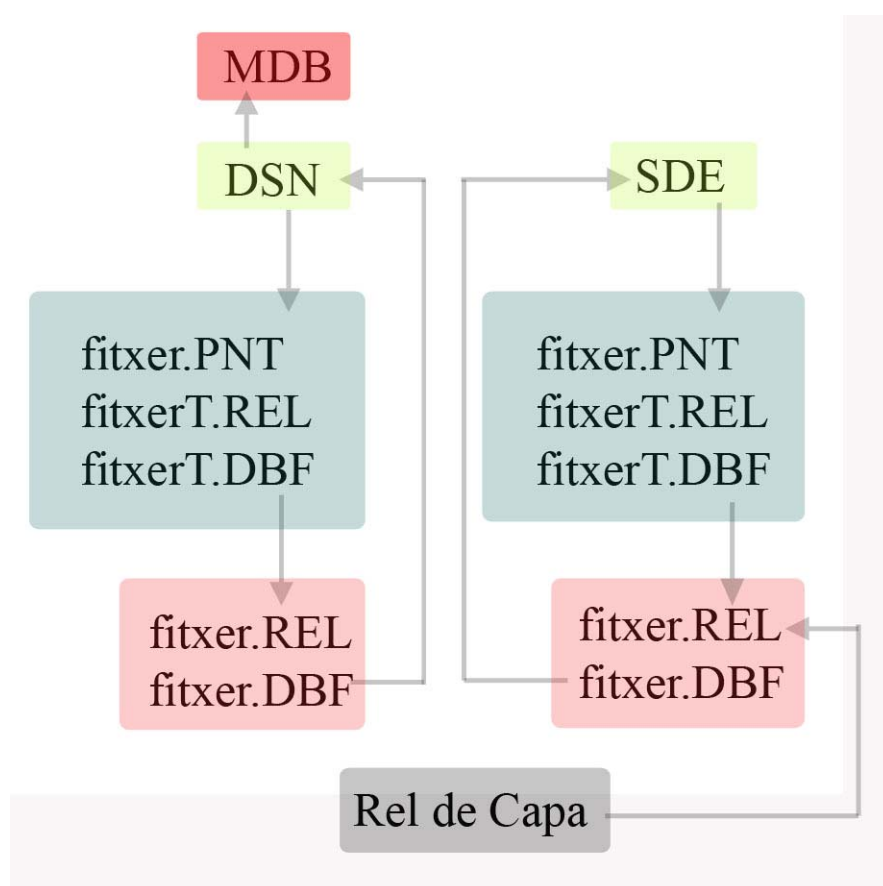 MDB
DSN
fitxer.PNT
fitxerT.REL
fitxerT.DBF
fitxer.REL
fitxer.DBF
SDE
fitxer.PNT
fitxerT.REL
fitxerT.DBF
fitxer.REL
fitxer.DBF
Rel de Capa